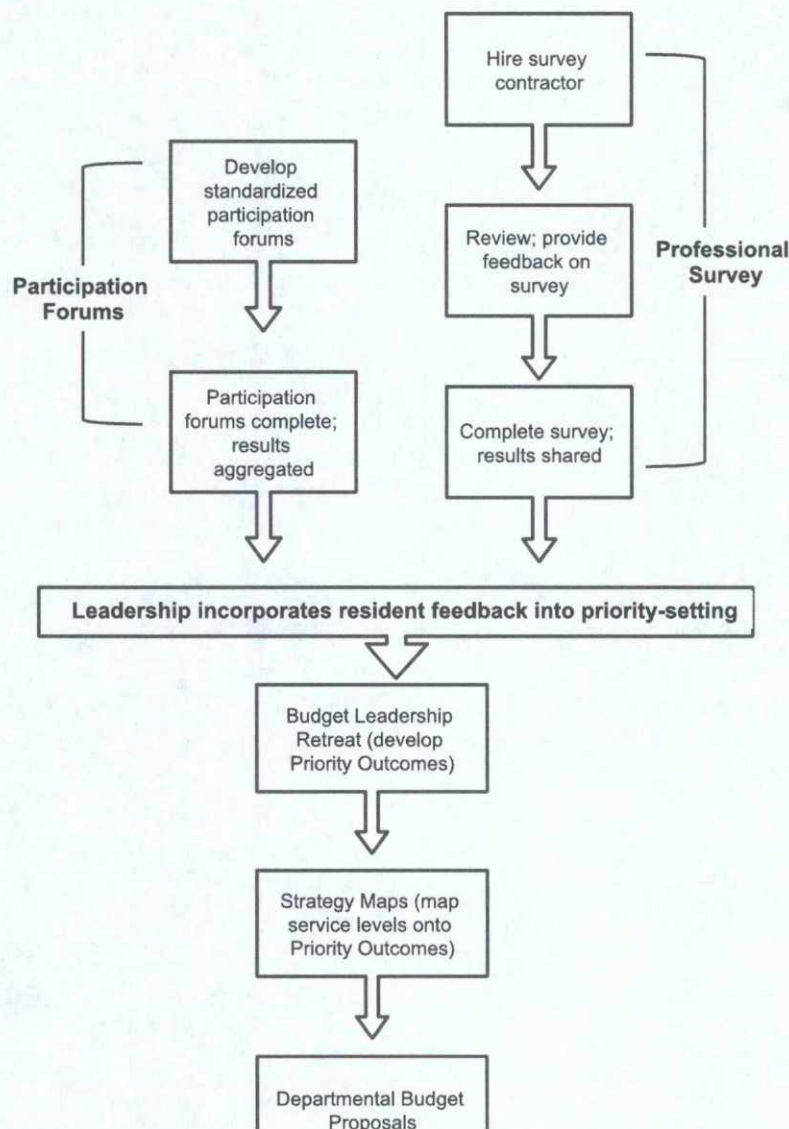 Hire survey
contractor
Develop
standardized
participation
forums
Review; provide
feedback on
survey
Professional
Survey
Participation
Forums
Participation
forums complete;
results
aggregated
Complete survey;
results shared
Leadership incorporates resident feedback into priority-setting
Budget Leadership
Retreat (develop
Priority Outcomes)
Strategy Maps (map
service levels onto
Priority Outcomes)
Departmental Budget
Proposals